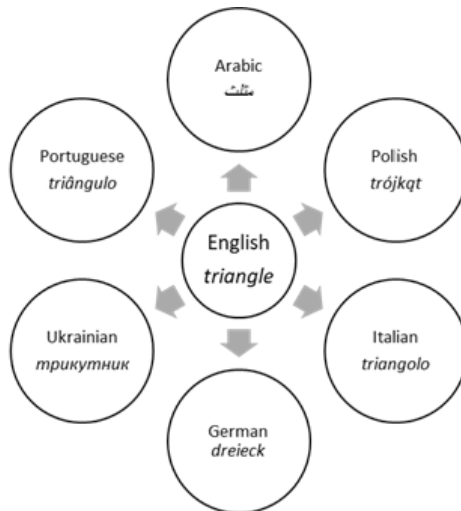 Arabic
مثلث
Portuguese
triângulo
Polish
trójkąt
English
triangle
Ukrainian
трикутник
Italian
triangolo
German
dreieck